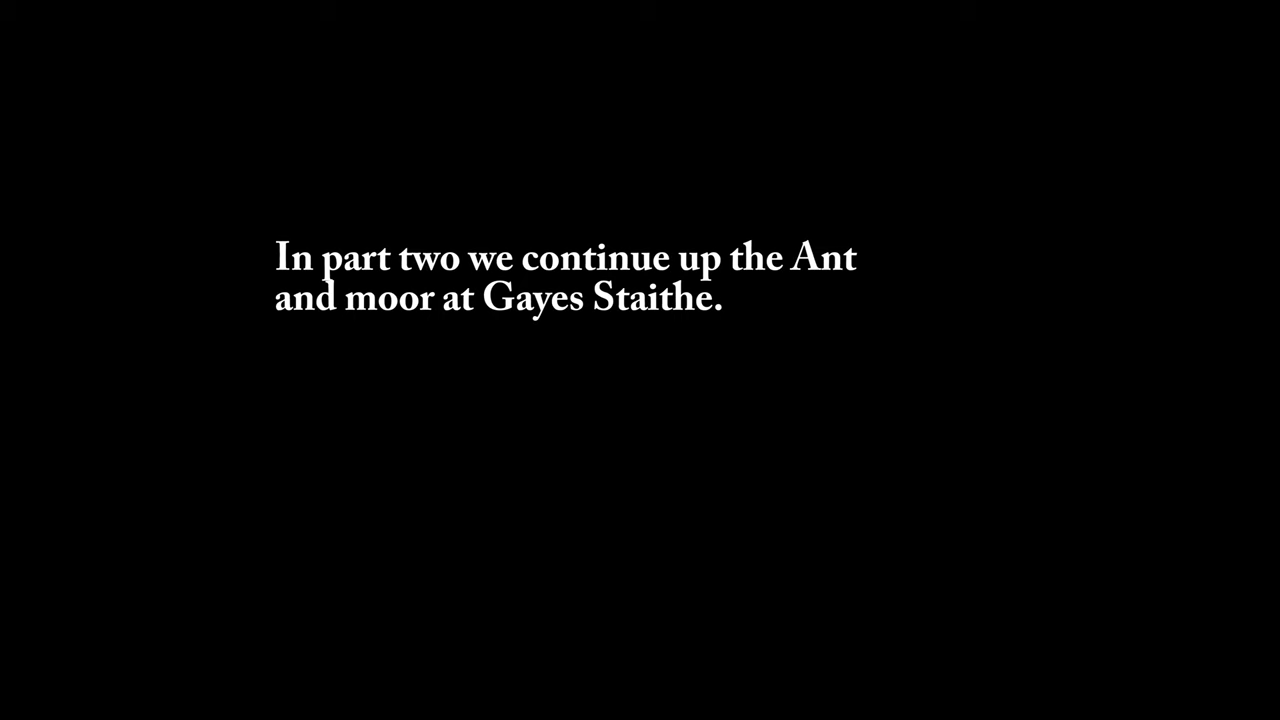 In part two we continue up the Ant
and moor at Gayes Staithe.